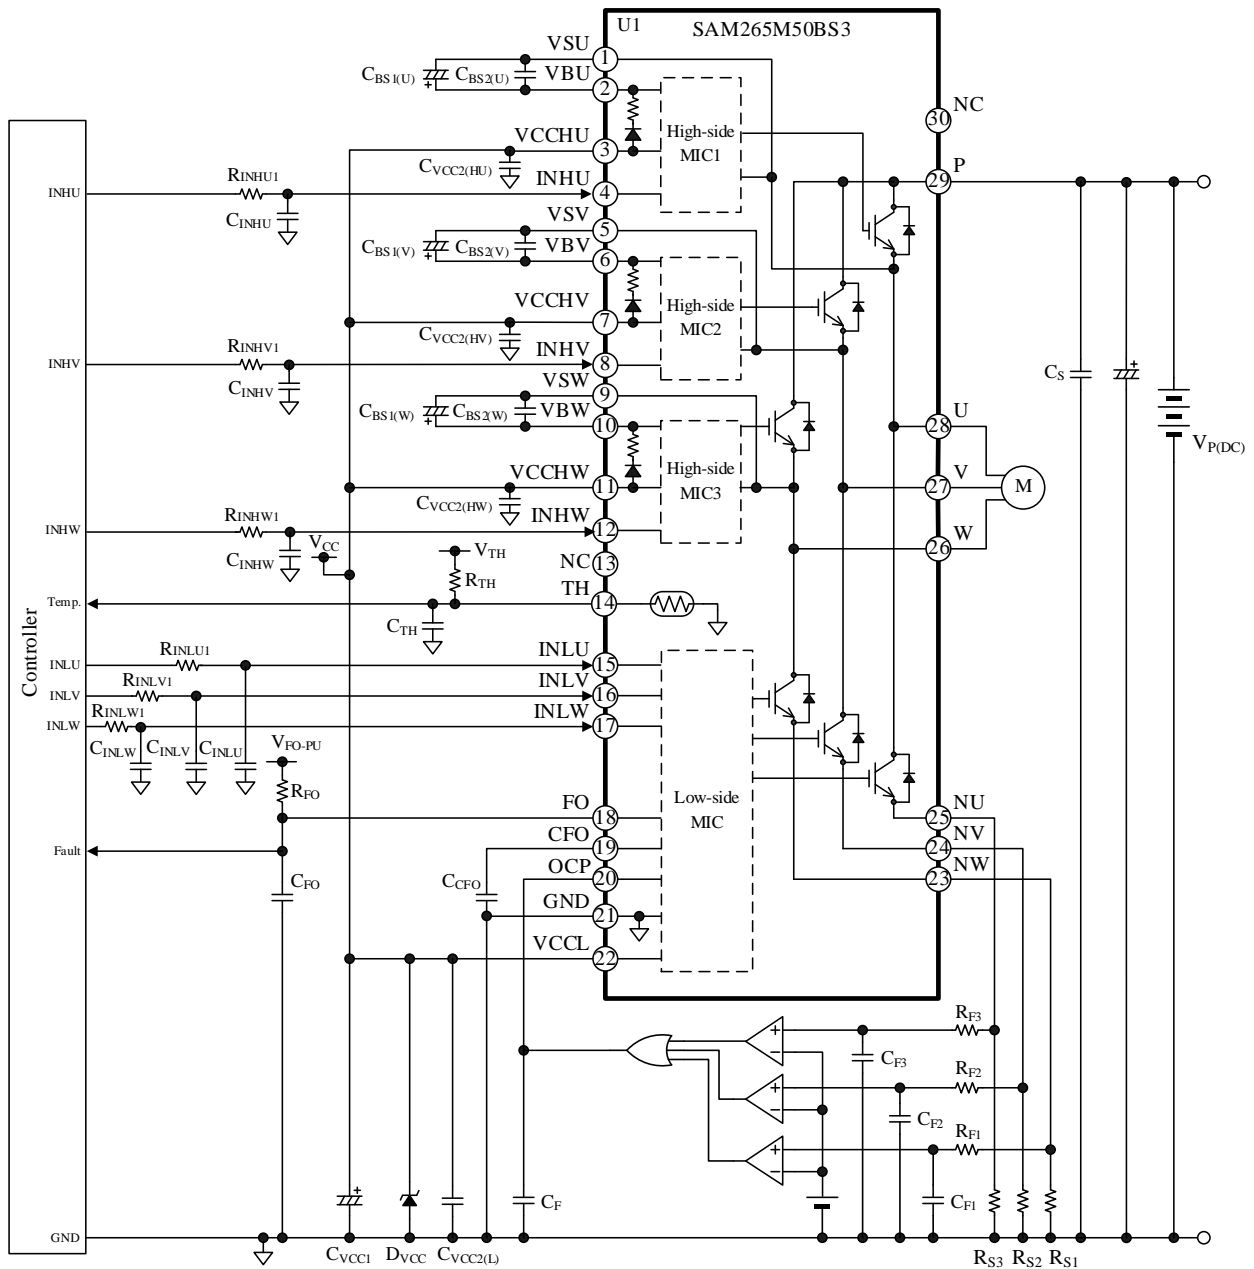 U1
SAM265M50BS3
VSU
1
CBS1(U)
CBS2(U)
VBU
2
NC
30
High-side
MIC1
VCCHU
3
CVCC2(HU)
P
29
RINHU1
INHU
INHU
4
CINHU
VSV
5
CBS1(V)
CBS2(V)
VBV
6
High-side
MIC2
VCCHV
7
CVCC2(HV)
RINHV1
INHV
INHV
8
CINHV
VSW
9
CS
CBS1(W)
CBS2(W)
VBW
10
U
28
VP(DC)
High-side
MIC3
VCCHW
11
CVCC2(HW)
V
27
M
RINHW1
INHW
INHW
12
W
26
CINHW
VCC
NC
13
VTH
RTH
TH
Temp.
14
CTH
Controller
RINLU1
INLU
INLU
15
RINLV1
INLV
INLV
16
RINLW1
INLW
INLW
17
CINLW
CINLV
CINLU
VFO-PU
RFO
Low-side
MIC
FO
18
NU
25
CFO
19
NV
24
Fault
OCP
20
NW
23
CFO
CCFO
GND
21
VCCL
22
RF3
+
−
CF3
RF2
+
−
CF2
RF1
+
−
CF1
+
+
+
+
+
CF
GND
CVCC1
DVCC
CVCC2(L)
RS3
RS2
RS1